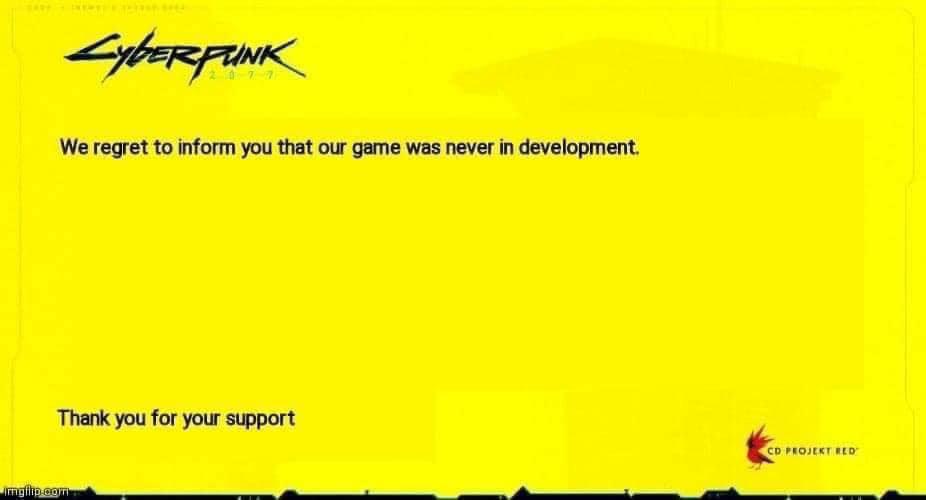 CYBERPUNK
2077
We regret to inform you that our game was never in development.
Thank you for your support
CD PROJEKT RED
imgflip.com